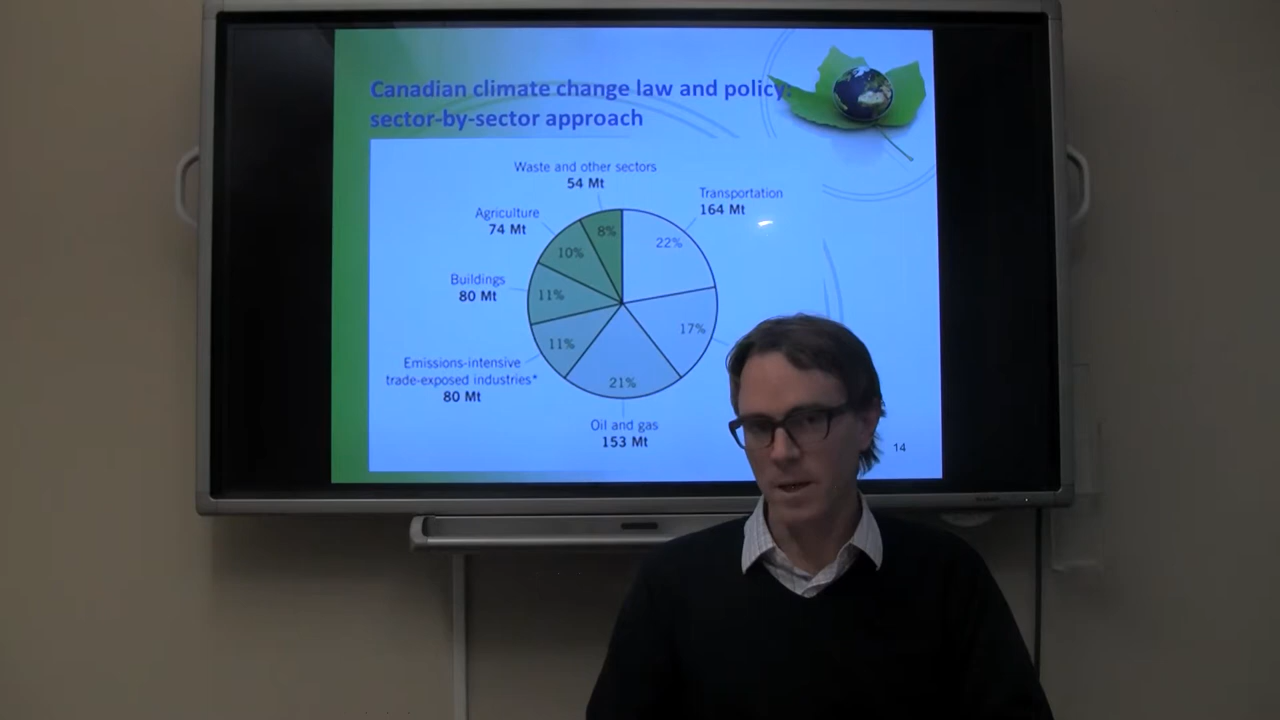 Canadian climate change law and policy:
sector-by-sector approach
Waste and other sectors
54 Mt
Transportation
164 Mt
Agriculture
74 Mt
8%
22%
10%
Buildings
80 Mt
11%
17%
11%
Emissions-intensive
trade-exposed industries*
80 Mt
21%
Oil and gas
153 Mt
14